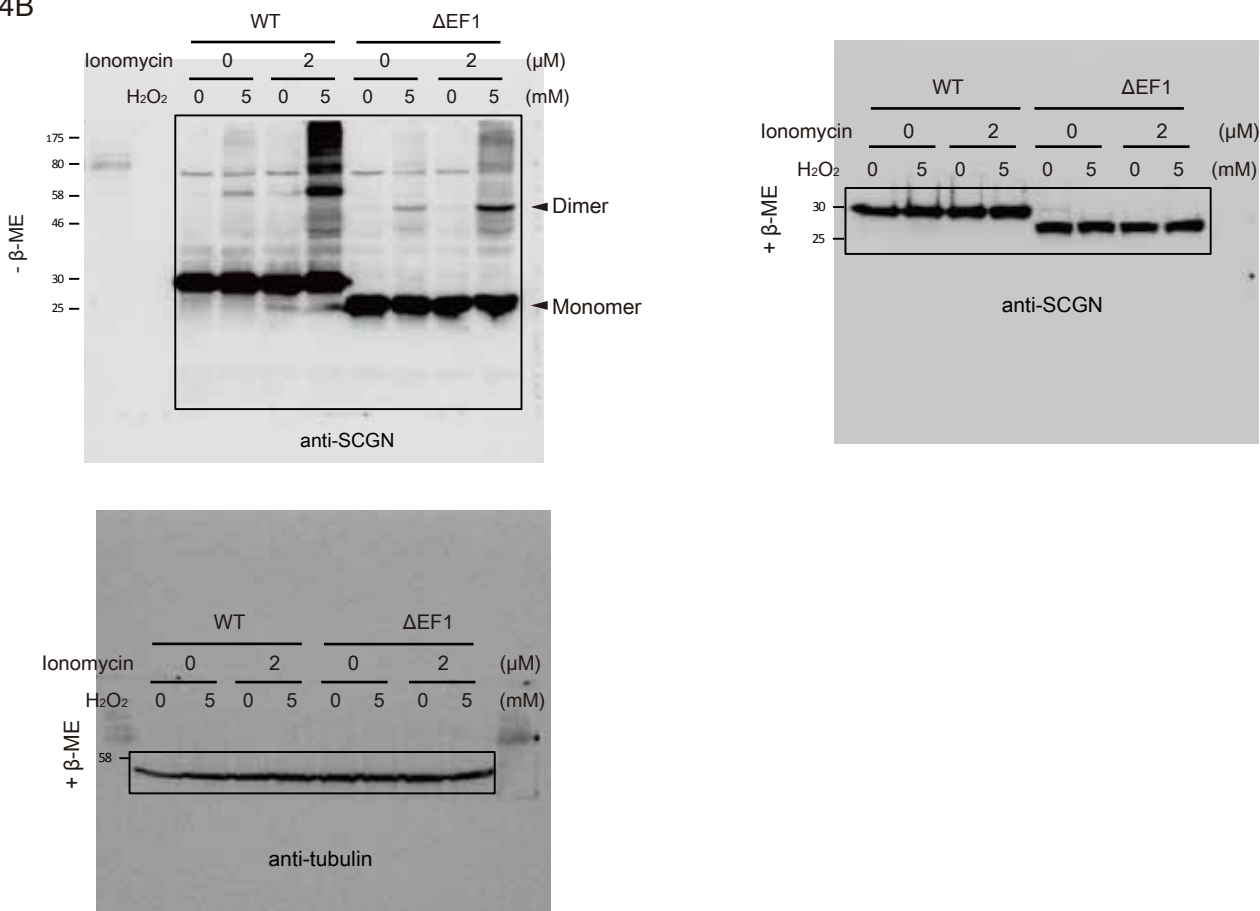 4B
WT ΔEF1
Ionomycin 0 2 0 2 (μM)
H₂O₂ 0 5 0 5 0 5 0 5 (mM)
175
80
58
46
30
25
- β-ME
Dimer
Monomer
anti-SCGN
WT ΔEF1
Ionomycin 0 2 0 2 (μM)
H₂O₂ 0 5 0 5 0 5 0 5 (mM)
30
25
+ β-ME
anti-SCGN
WT ΔEF1
Ionomycin 0 2 0 2 (μM)
H₂O₂ 0 5 0 5 0 5 0 5 (mM)
58
+ β-ME
anti-tubulin